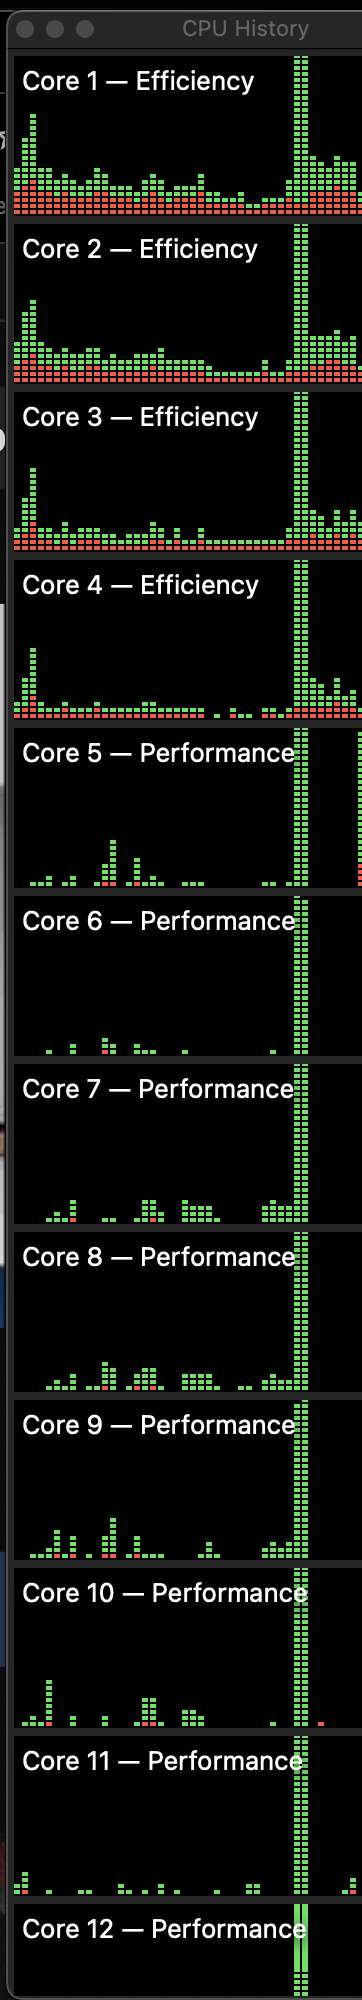 CPU History
Core 1 — Efficiency
Core 2 — Efficiency
Core 3 — Efficiency
Core 4 — Efficiency
Core 5 — Performance
Core 6 — Performance
Core 7 — Performance
Core 8 — Performance
Core 9 — Performance
Core 10 — Performance
Core 11 — Performance
Core 12 — Performance